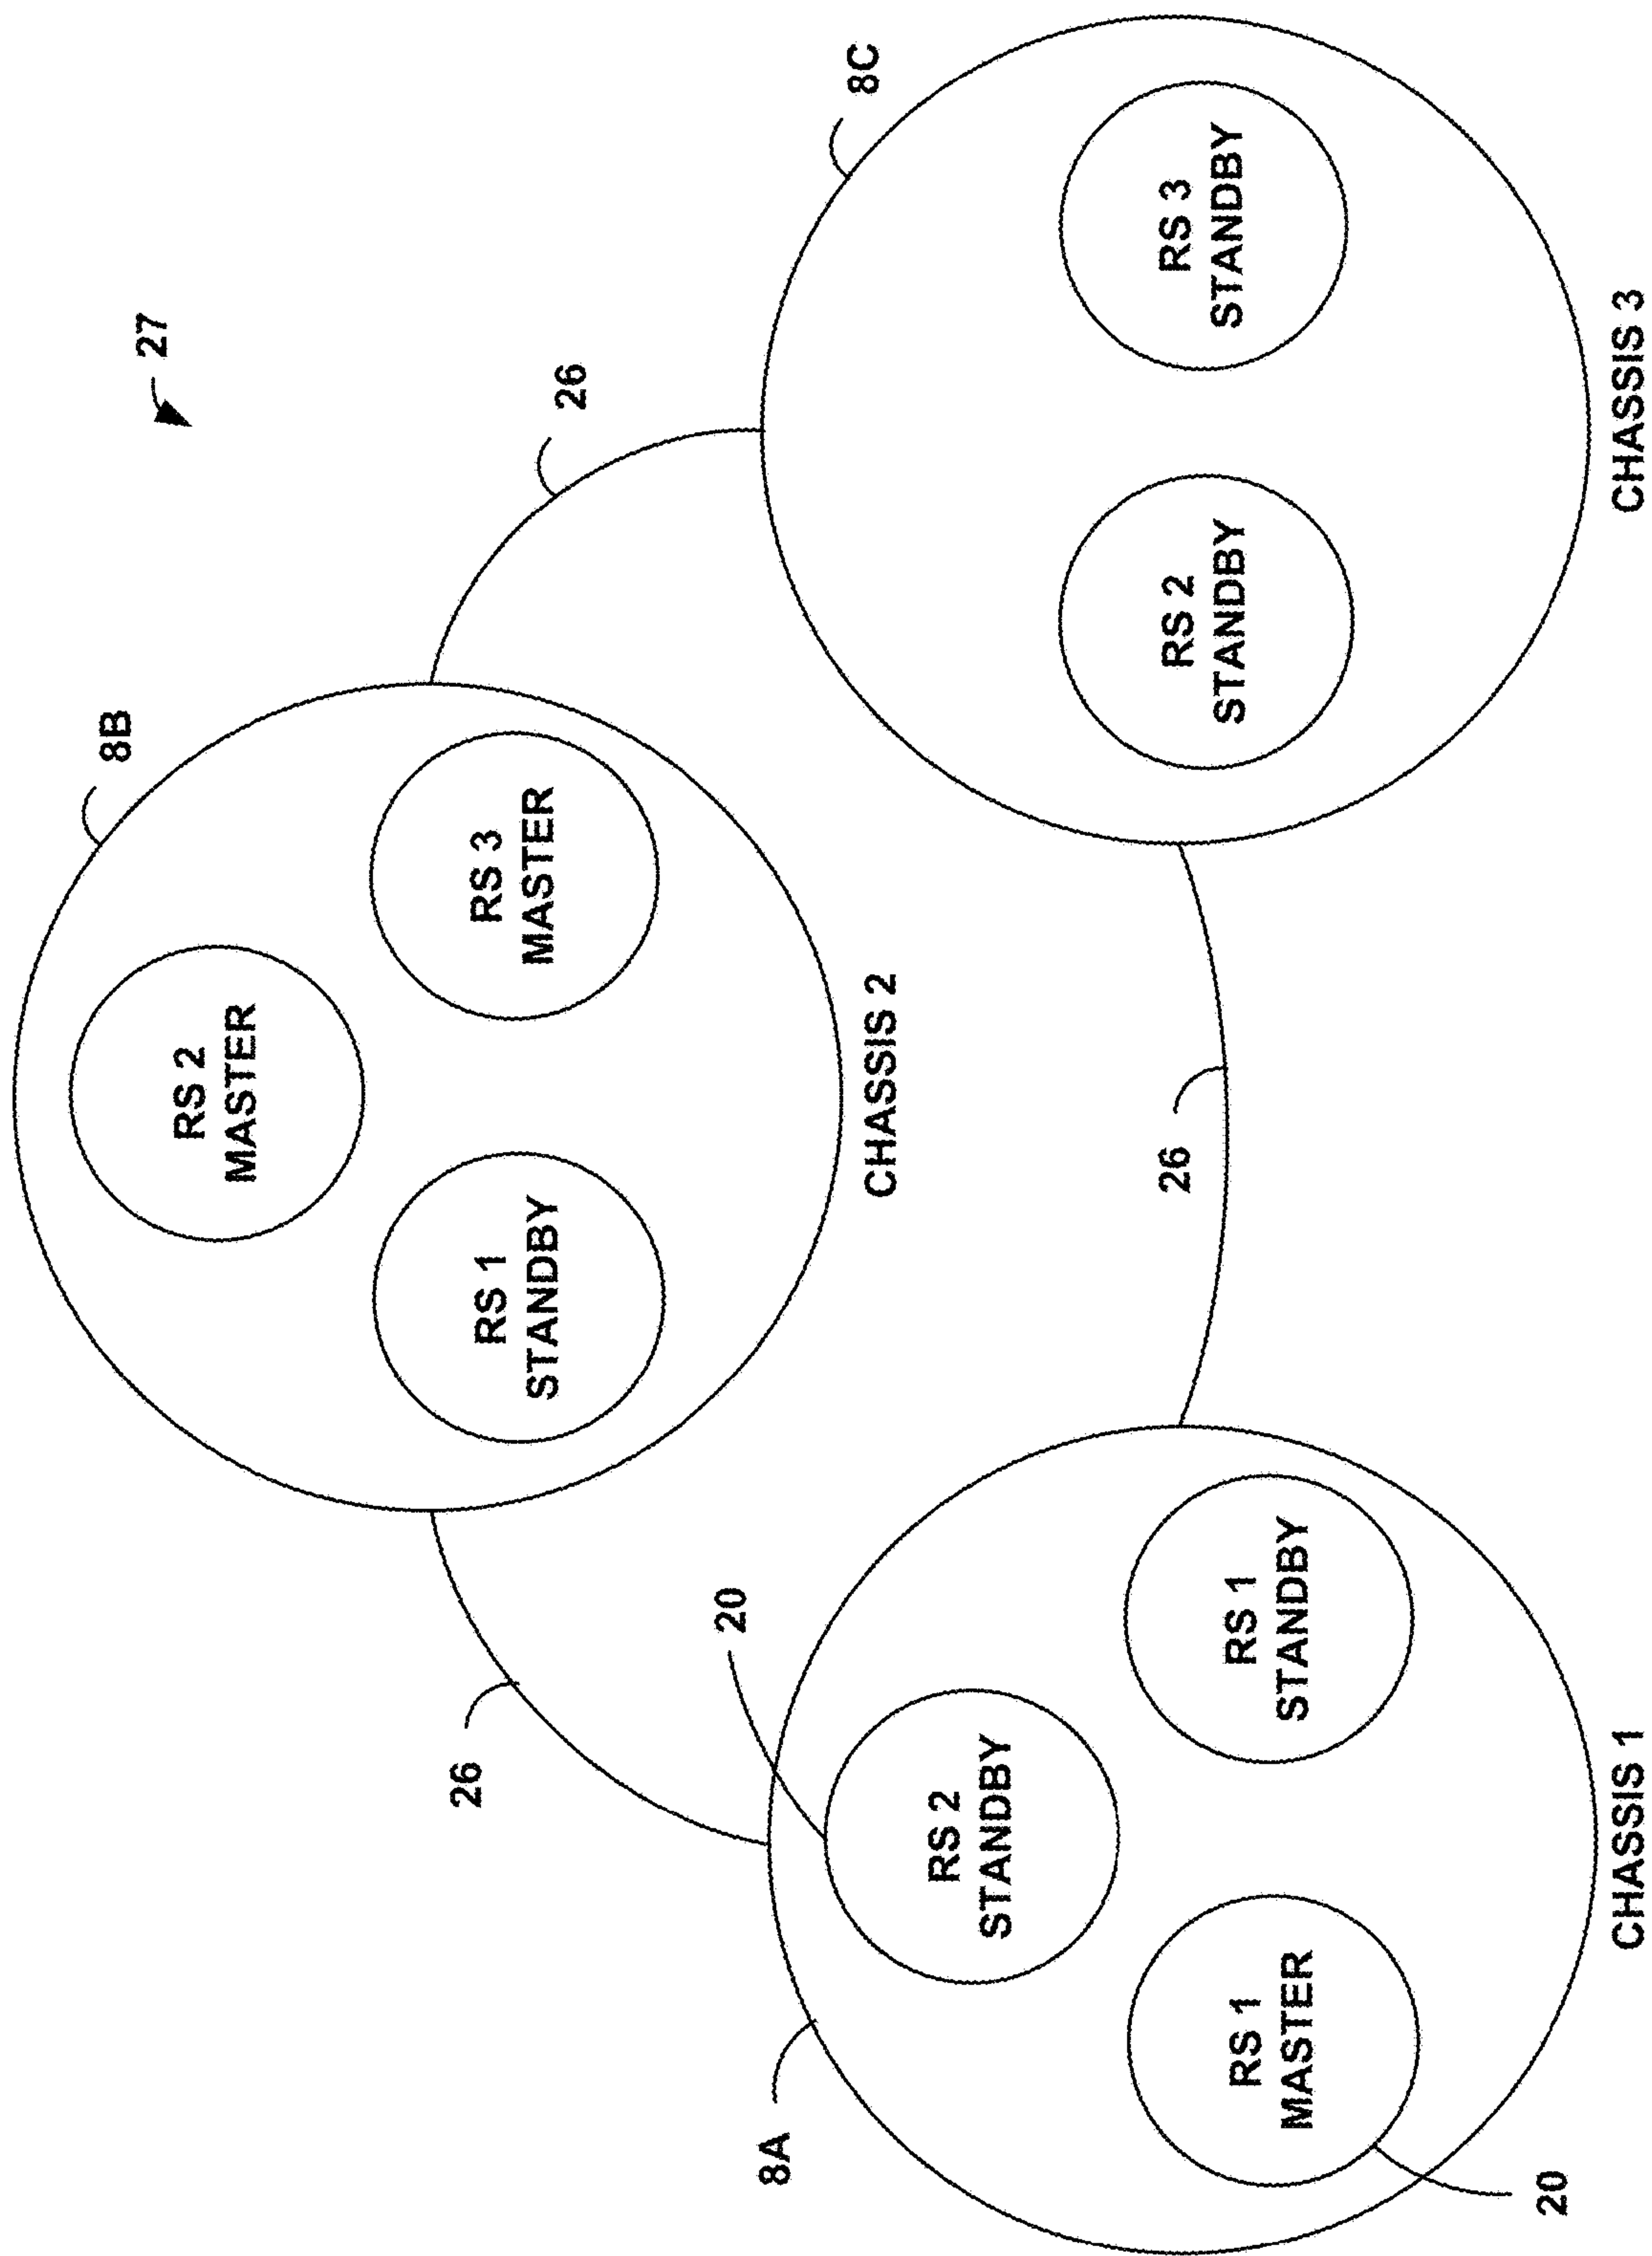 27
8B
RS 2
MASTER
RS 1
STANDBY
RS 3
MASTER
CHASSIS 2
26
26
8A
20
RS 2
STANDBY
RS 1
MASTER
RS 1
STANDBY
20
CHASSIS 1
26
8C
RS 2
STANDBY
RS 3
STANDBY
CHASSIS 3